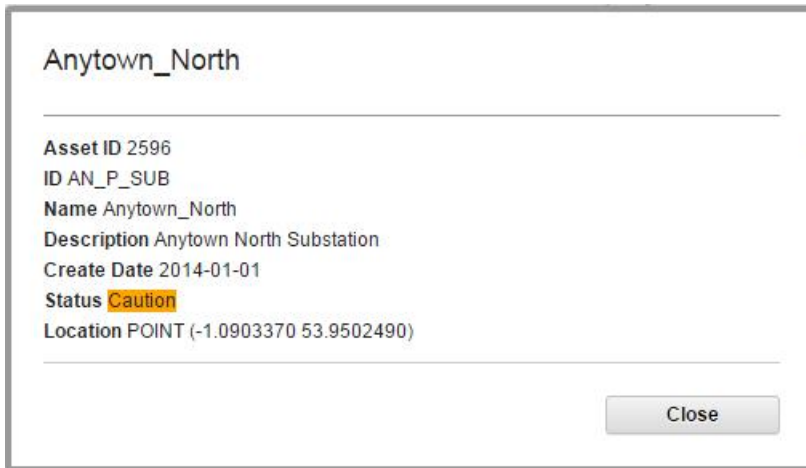 Anytown_North
Asset ID 2596
ID AN_P_SUB
Name Anytown_North
Description Anytown North Substation
Create Date 2014-01-01
Status Caution
Location POINT (-1.0903370 53.9502490)
Close